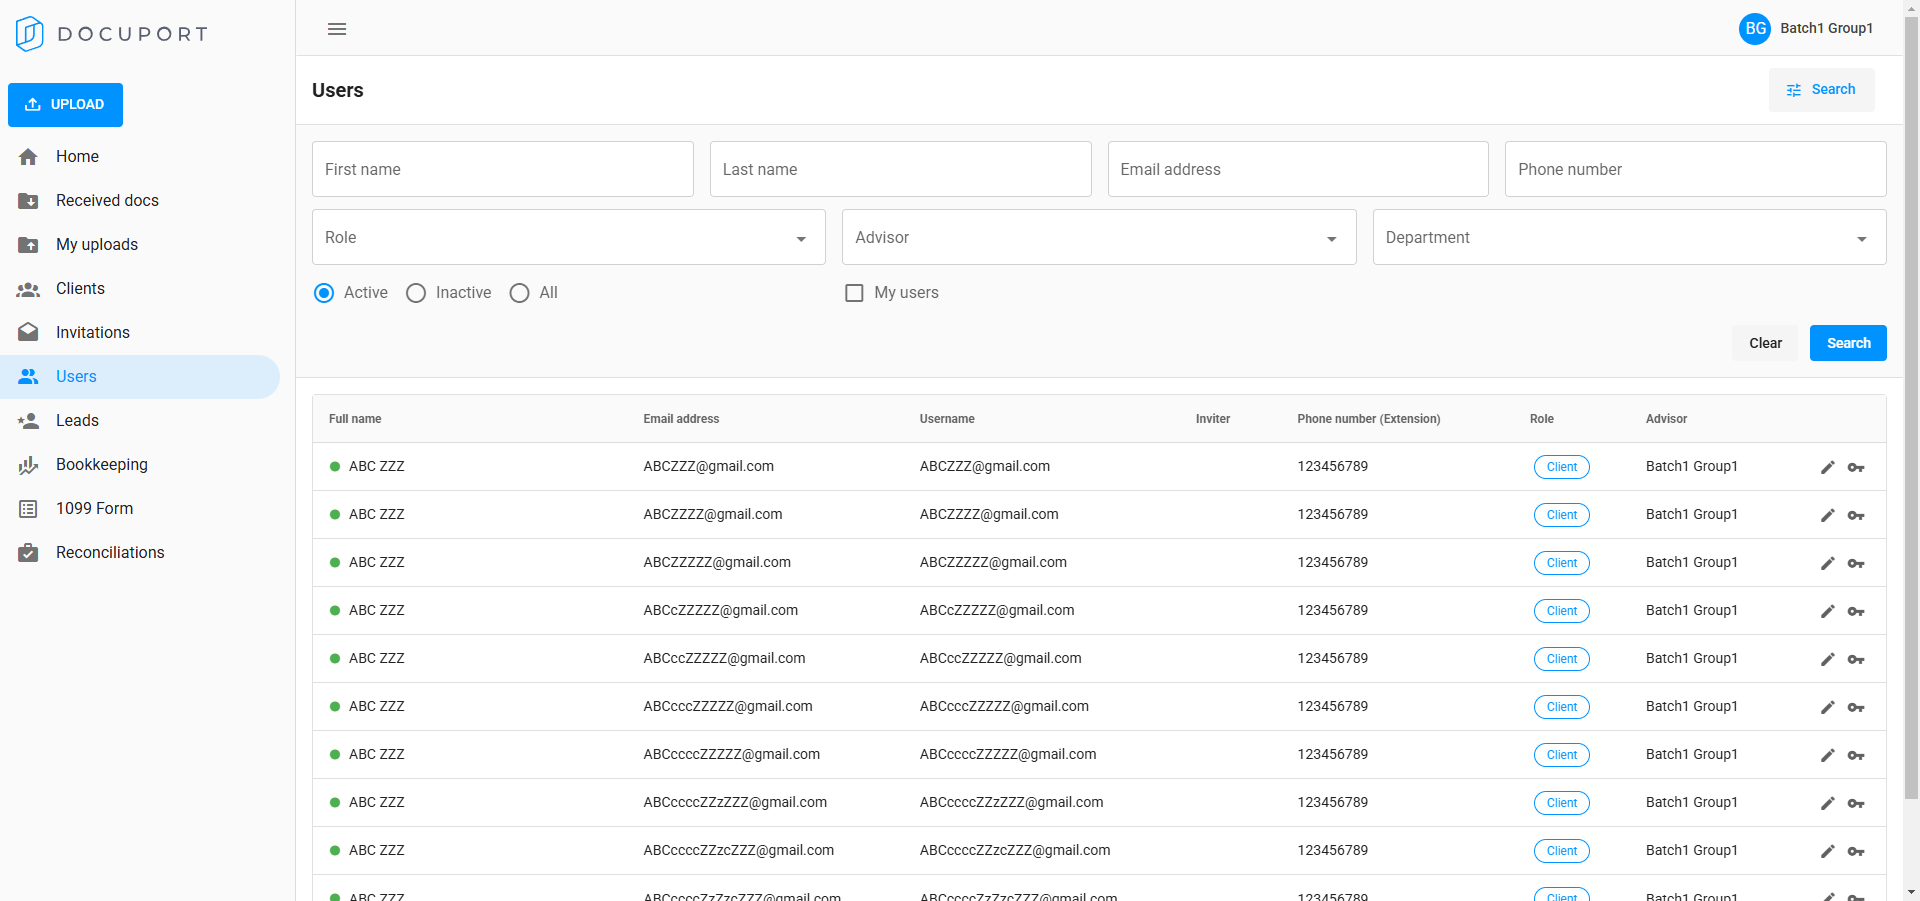 DOCUPORT
BG Batch1 Group1
UPLOAD
Home
Received docs
My uploads
Clients
Invitations
Users
Leads
Bookkeeping
1099 Form
Reconciliations
Users
Search
First name Last name Email address Phone number
Role Advisor Department
Active Inactive All My users
Clear Search
Full name Email address Username Inviter Phone number (Extension) Role Advisor
ABC ZZZ ABCZZZ@gmail.com ABCZZZ@gmail.com 123456789 Client Batch1 Group1
ABC ZZZ ABCZZZZ@gmail.com ABCZZZZ@gmail.com 123456789 Client Batch1 Group1
ABC ZZZ ABCZZZZZ@gmail.com ABCZZZZZ@gmail.com 123456789 Client Batch1 Group1
ABC ZZZ ABCcZZZZZ@gmail.com ABCcZZZZZ@gmail.com 123456789 Client Batch1 Group1
ABC ZZZ ABCccZZZZZ@gmail.com ABCccZZZZZ@gmail.com 123456789 Client Batch1 Group1
ABC ZZZ ABCcccZZZZZ@gmail.com ABCcccZZZZZ@gmail.com 123456789 Client Batch1 Group1
ABC ZZZ ABCccccZZZZZ@gmail.com ABCccccZZZZZ@gmail.com 123456789 Client Batch1 Group1
ABC ZZZ ABCccccZZzZZZ@gmail.com ABCccccZZzZZZ@gmail.com 123456789 Client Batch1 Group1
ABC ZZZ ABCccccZZzcZZZ@gmail.com ABCccccZZzcZZZ@gmail.com 123456789 Client Batch1 Group1
ABC ZZZ ABCccccZzZzcZZZ@gmail.com ABCccccZzZzcZZZ@gmail.com 123456789 Client Batch1 Group1